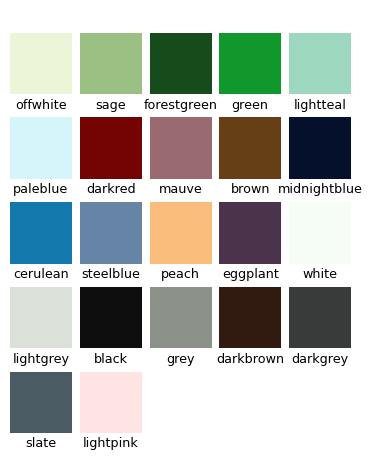 offwhite sage forestgreen green lightteal
paleblue darkred mauve brown midnightblue
cerulean steelblue peach eggplant white
lightgrey black grey darkbrown darkgrey
slate lightpink